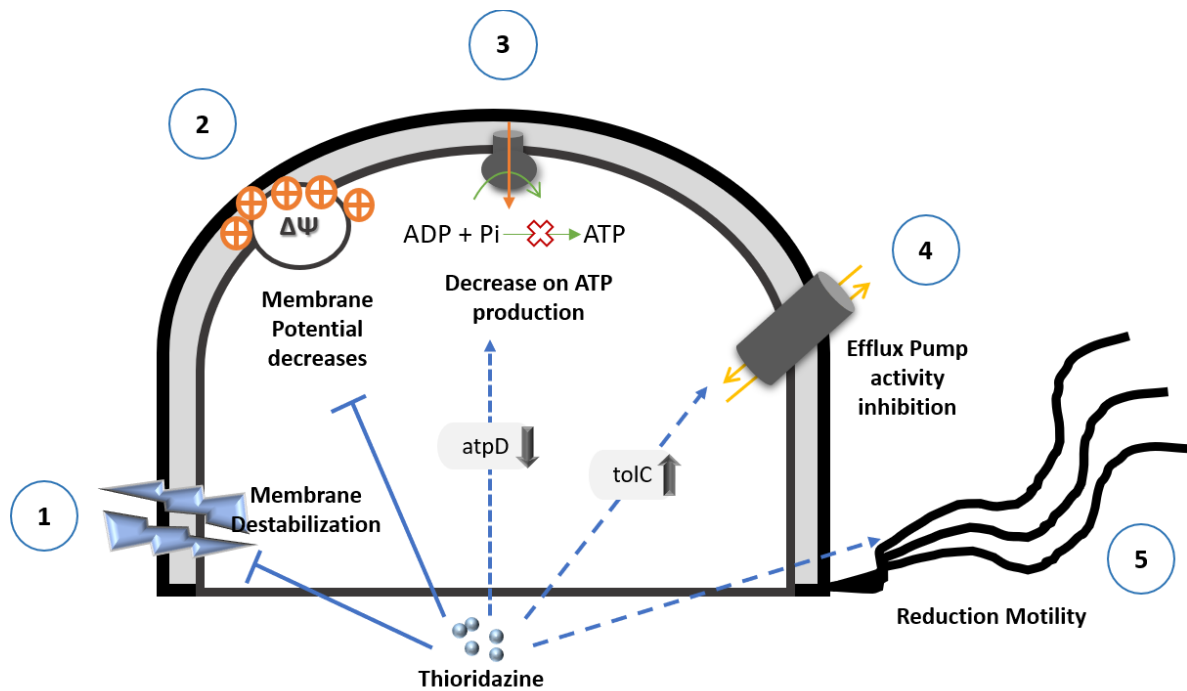 3
2
ΔΨ
ADP + Pi
ATP
4
Membrane
Potential
decreases
Decrease on ATP
production
Efflux Pump
activity
inhibition
atpD
tolC
1
Membrane
Destabilization
5
Reduction Motility
Thioridazine